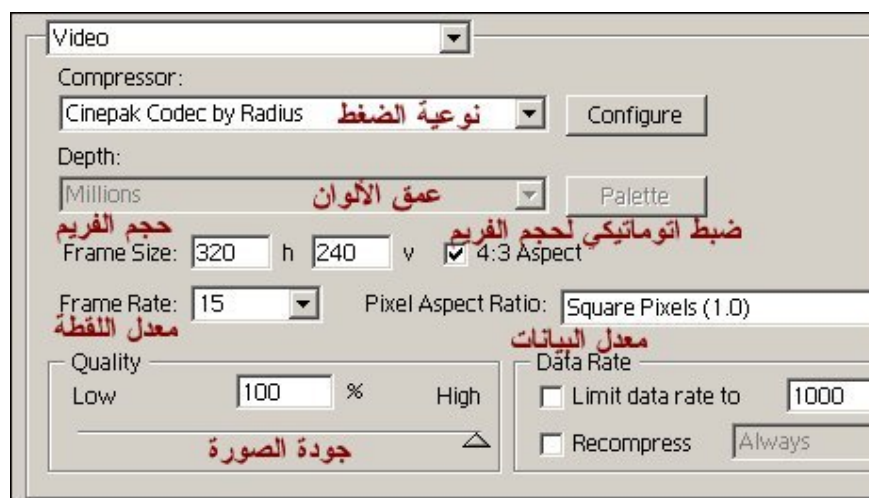 Video
Compressor:
Cinepak Codec by Radius نوعية الضغط Configure
Depth:
Millions عمق الألوان Palette
حجم الفريم ضبط اتوماتيكي لحجم الفريم
Frame Size: 320 h 240 v 4:3 Aspect
Frame Rate: 15 Pixel Aspect Ratio: Square Pixels (1.0)
معدل اللقطة معدل البيانات
Quality Data Rate
Low 100 % High Limit data rate to 1000
جودة الصورة Recompress Always